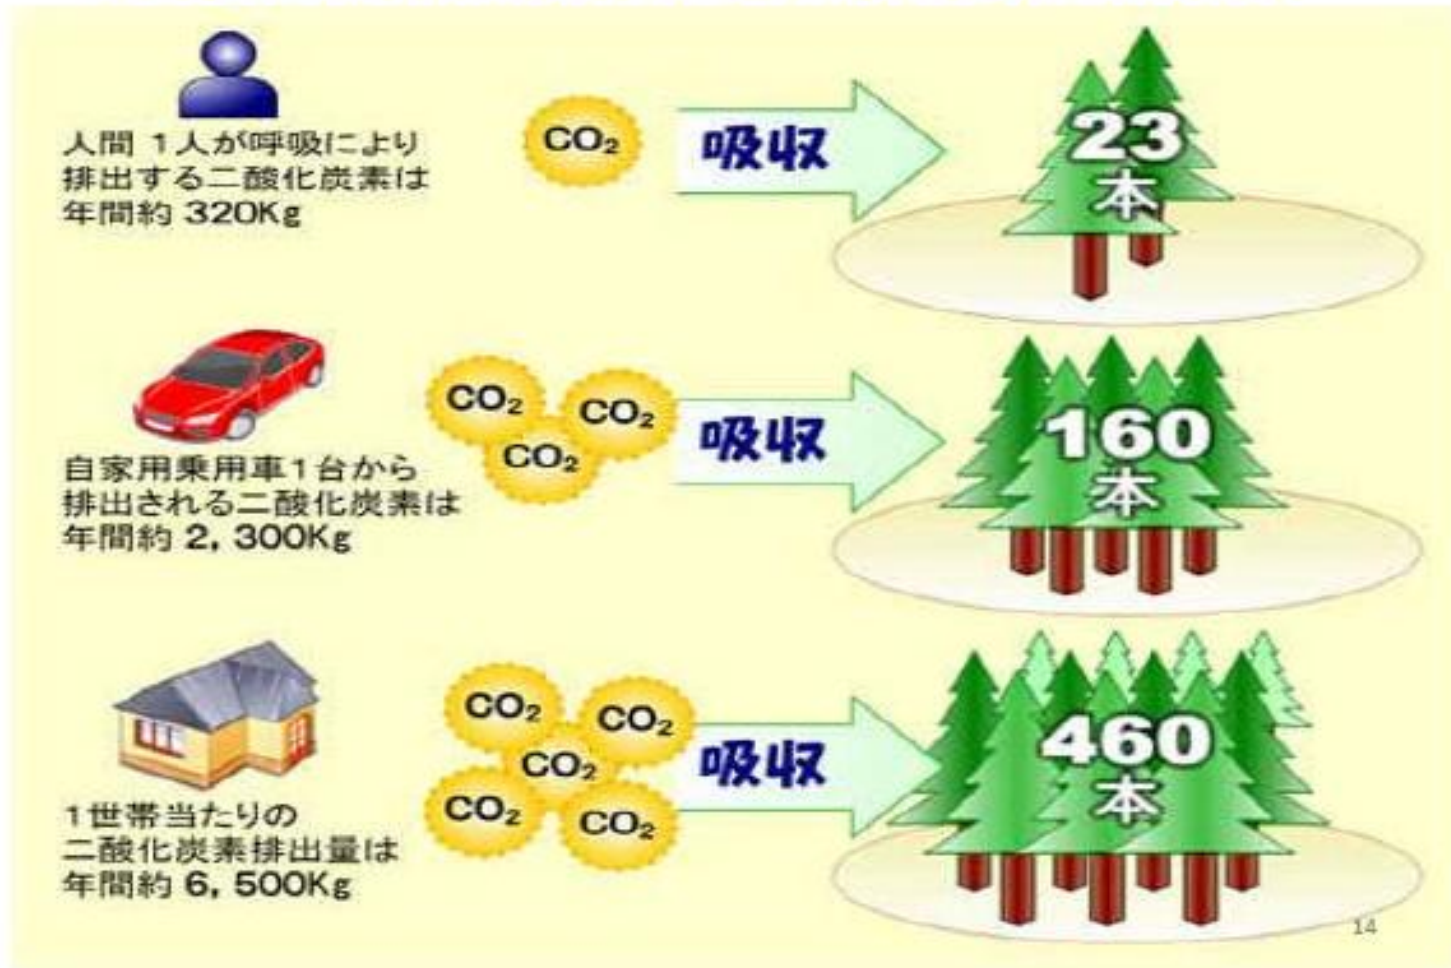 人間 1人が呼吸により
排出する二酸化炭素は
年間約 320Kg
CO₂
吸収
23
本
自家用乗用車1台から
排出される二酸化炭素は
年間約 2,300Kg
CO₂
CO₂
CO₂
吸収
160
本
1世帯当たりの
二酸化炭素排出量は
年間約 6,500Kg
CO₂
CO₂
CO₂
CO₂
CO₂
吸収
460
本
14